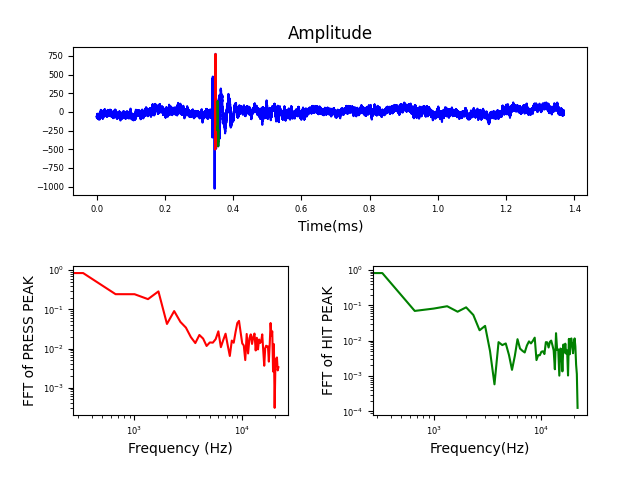 Amplitude
750
500
250
0
−250
−500
−750
−1000
0.0 0.2 0.4 0.6 0.8 1.0 1.2 1.4
Time(ms)
FFT of PRESS PEAK
10⁰
10⁻¹
10⁻²
10⁻³
10³ 10⁴
Frequency (Hz)
FFT of HIT PEAK
10⁰
10⁻¹
10⁻²
10⁻³
10⁻⁴
10³ 10⁴
Frequency(Hz)